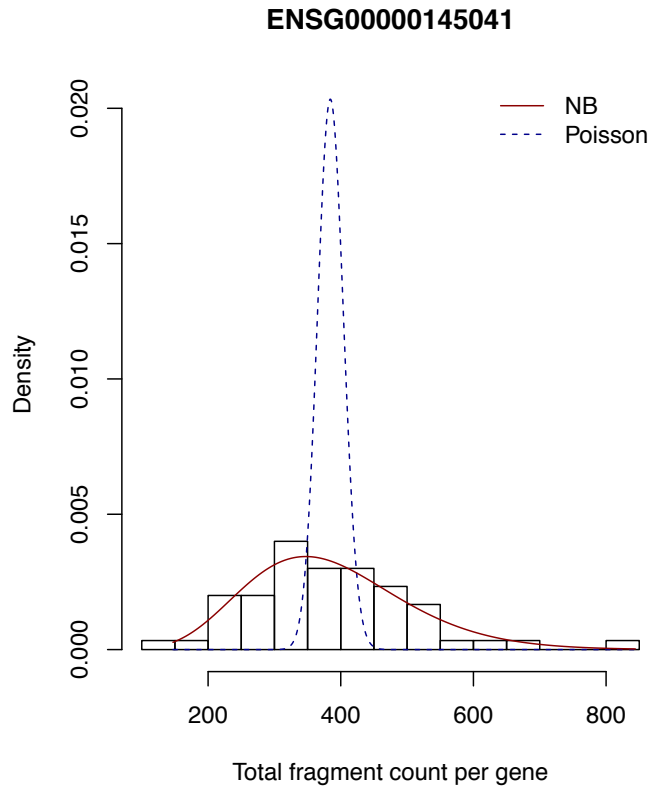 ENSG00000145041
NB
Poisson
0.020
0.015
0.010
0.005
0.000
Density
200 400 600 800
Total fragment count per gene